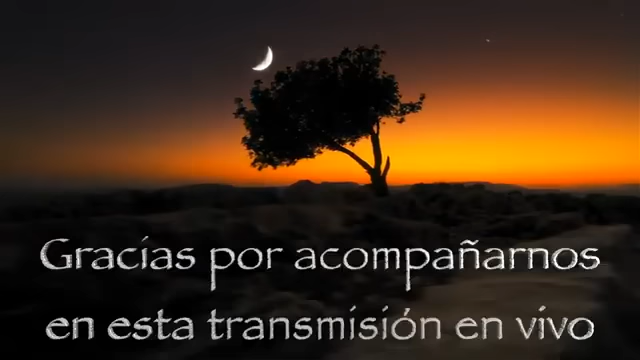 Gracias por acompañarnos
en esta transmisión en vivo